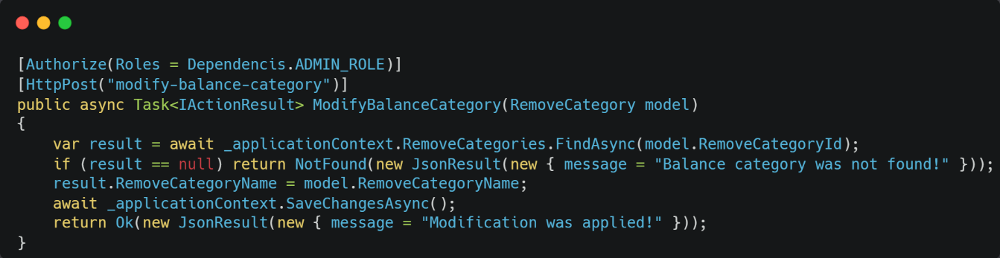 [Authorize(Roles = Dependencis.ADMIN_ROLE)]
[HttpPost("modify-balance-category")]
public async Task<IActionResult> ModifyBalanceCategory(RemoveCategory model)
{
    var result = await _applicationContext.RemoveCategories.FindAsync(model.RemoveCategoryId);
    if (result == null) return NotFound(new JsonResult(new { message = "Balance category was not found!" }));
    result.RemoveCategoryName = model.RemoveCategoryName;
    await _applicationContext.SaveChangesAsync();
    return Ok(new JsonResult(new { message = "Modification was applied!" }));
}